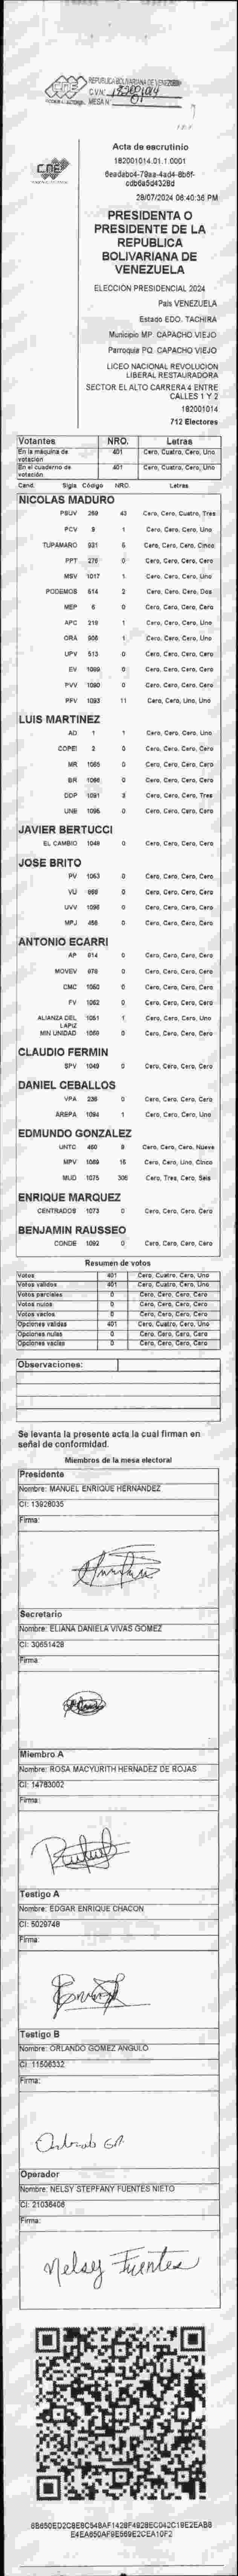 CNE
REPUBLICA BOLIVARIANA DE VENEZUELA
C.V.Nº 182001014
MESA Nº 01
CNE
Acta de escrutinio
182001014.01.1.0001
28/07/2024 06:40:36 PM
PRESIDENTA O
PRESIDENTE DE LA
REPUBLICA
BOLIVARIANA DE
VENEZUELA
ELECCIÓN PRESIDENCIAL 2024
País VENEZUELA
Estado EDO. TACHIRA
Municipio MP. CAPACHO VIEJO
Parroquia PQ. CAPACHO VIEJO
LICEO NACIONAL REVOLUCION
LIBERAL RESTAURADORA
SECTOR EL ALTO CARRERA 4 ENTRE
CALLES 1 Y 2
182001014
712 Electores
Votantes NRO. Letras
En la máquina de votación 401 Cero, Cuatro, Cero, Uno
En el cuaderno de votación 401 Cero, Cuatro, Cero, Uno
Cand. Sigla Código NRO. Letras
NICOLAS MADURO
PSUV 269 43 Cero, Cero, Cuatro, Tres
PCV 9 1 Cero, Cero, Cero, Uno
TUPAMARO 921 5 Cero, Cero, Cero, Cinco
PPT 276 0 Cero, Cero, Cero, Cero
MSV 1017 1 Cero, Cero, Cero, Uno
PODEMOS 614 2 Cero, Cero, Cero, Dos
MEP 6 0 Cero, Cero, Cero, Cero
APC 219 1 Cero, Cero, Cero, Uno
ORA 906 1 Cero, Cero, Cero, Uno
UPV 513 0 Cero, Cero, Cero, Cero
EV 1089 0 Cero, Cero, Cero, Cero
PVV 1090 0 Cero, Cero, Cero, Cero
PFV 1093 11 Cero, Cero, Uno, Uno
LUIS MARTINEZ
AD 1 1 Cero, Cero, Cero, Uno
COPEI 2 0 Cero, Cero, Cero, Cero
MR 1065 0 Cero, Cero, Cero, Cero
BR 1066 0 Cero, Cero, Cero, Cero
DDP 1091 3 Cero, Cero, Cero, Tres
UNE 1095 0 Cero, Cero, Cero, Cero
JAVIER BERTUCCI
EL CAMBIO 1048 0 Cero, Cero, Cero, Cero
JOSE BRITO
PV 1063 0 Cero, Cero, Cero, Cero
VU 999 0 Cero, Cero, Cero, Cero
UVV 1096 0 Cero, Cero, Cero, Cero
MPJ 456 0 Cero, Cero, Cero, Cero
ANTONIO ECARRI
AP 914 0 Cero, Cero, Cero, Cero
MOVEV 978 0 Cero, Cero, Cero, Cero
CMC 1050 0 Cero, Cero, Cero, Cero
FV 1062 0 Cero, Cero, Cero, Cero
ALIANZA DEL LAPIZ 1051 1 Cero, Cero, Cero, Uno
MIN UNIDAD 1059 0 Cero, Cero, Cero, Cero
CLAUDIO FERMIN
SPV 1049 0 Cero, Cero, Cero, Cero
DANIEL CEBALLOS
VPA 236 0 Cero, Cero, Cero, Cero
AREPA 1094 1 Cero, Cero, Cero, Uno
EDMUNDO GONZALEZ
UNTC 460 9 Cero, Cero, Cero, Nueve
MPV 1069 15 Cero, Cero, Uno, Cinco
MUD 1075 306 Cero, Tres, Cero, Seis
ENRIQUE MARQUEZ
CENTRADOS 1073 0 Cero, Cero, Cero, Cero
BENJAMIN RAUSSEO
CONDE 1092 0 Cero, Cero, Cero, Cero
Resumen de votos
Votos 401 Cero, Cuatro, Cero, Uno
Votos válidos 401 Cero, Cuatro, Cero, Uno
Votos parciales 0 Cero, Cero, Cero, Cero
Votos nulos 0 Cero, Cero, Cero, Cero
Votos vacíos 0 Cero, Cero, Cero, Cero
Opciones válidas 401 Cero, Cuatro, Cero, Uno
Opciones nulas 0 Cero, Cero, Cero, Cero
Opciones vacías 0 Cero, Cero, Cero, Cero
Observaciones:
Se levanta la presente acta la cual firman en
señal de conformidad.
Miembros de la mesa electoral
Presidente
Nombre: MANUEL ENRIQUE HERNANDEZ
CI: 13928035
Firma:
Secretario
Nombre: ELIANA DANIELA VIVAS GOMEZ
CI: 30651428
Firma:
Miembro A
Nombre: ROSA MACYURITH HERNADEZ DE ROJAS
CI: 14783002
Firma:
Testigo A
Nombre: EDGAR ENRIQUE CHACON
CI: 5029748
Firma:
Testigo B
Nombre: ORLANDO GOMEZ ANGULO
CI: 11506332
Firma:
Orlando GA.
Operador
Nombre: NELSY STEPFANY FUENTES NIETO
CI: 21036408
Firma:
Nelsy Fuentes